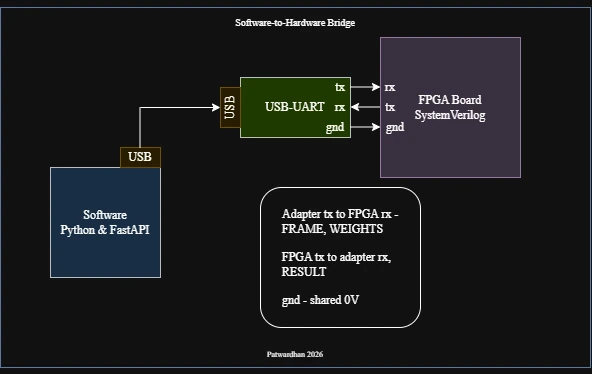 Software-to-Hardware Bridge
USB
USB-UART
tx
rx
gnd
rx
tx
gnd
FPGA Board
SystemVerilog
USB
Software
Python & FastAPI
Adapter tx to FPGA rx -
FRAME, WEIGHTS
FPGA tx to adapter rx,
RESULT
gnd - shared 0V
Patwardhan 2026